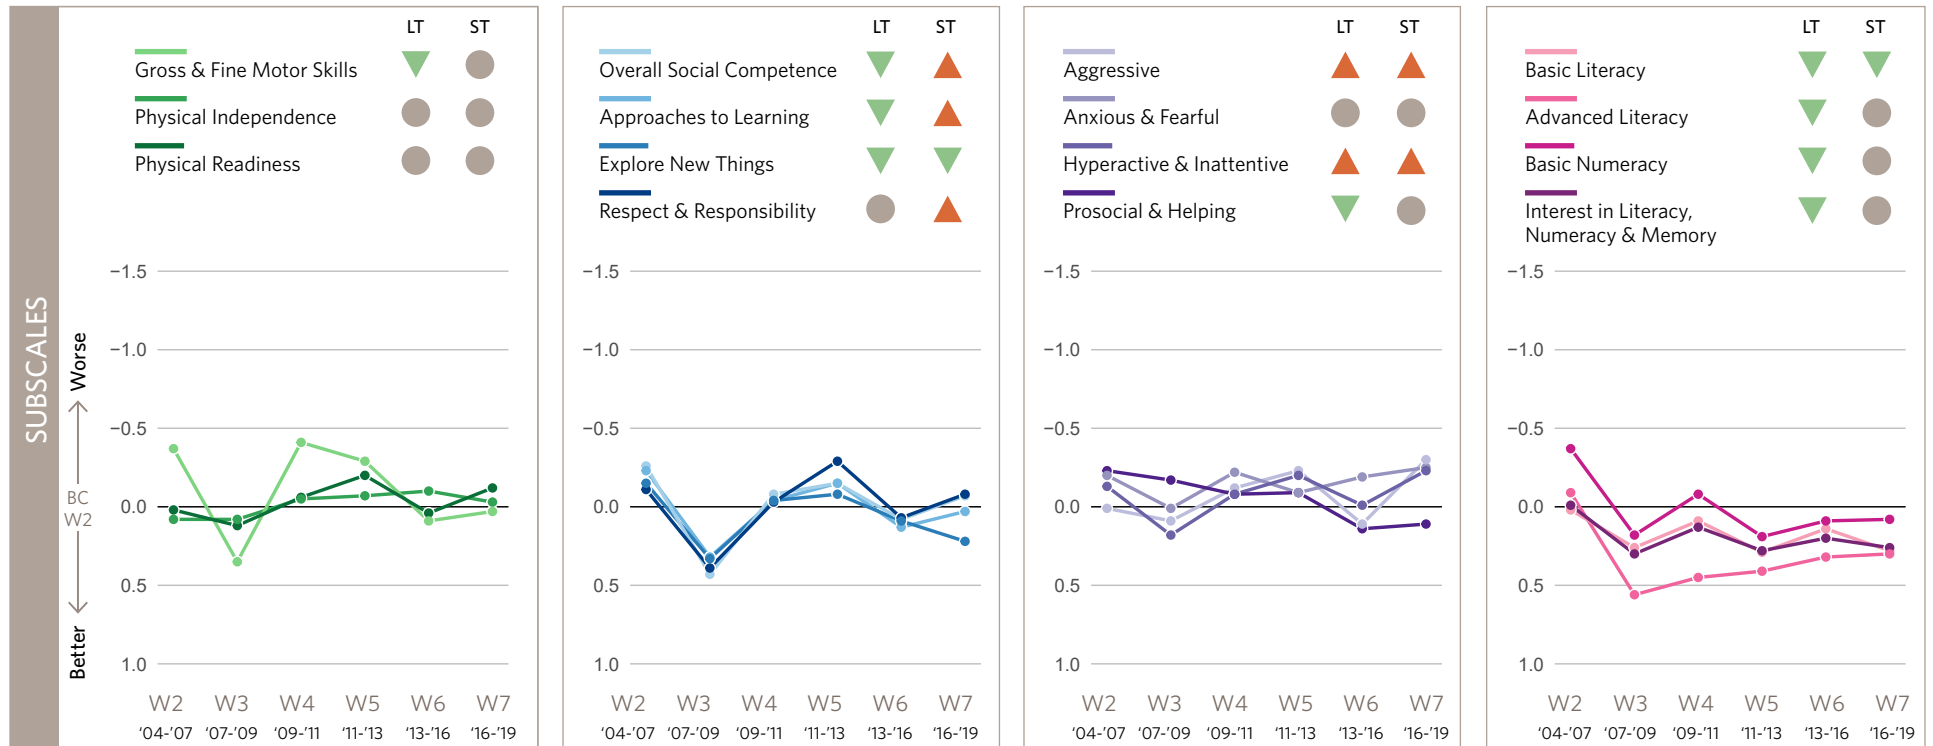 SUBSCALES
Worse
BC
W2
Better
LT ST
Gross & Fine Motor Skills
Physical Independence
Physical Readiness
−1.5
−1.0
−0.5
0.0
0.5
1.0
W2 W3 W4 W5 W6 W7
‘04-’07 ‘07-’09 ‘09-’11 ‘11-’13 ‘13-’16 ‘16-’19
LT ST
Overall Social Competence
Approaches to Learning
Explore New Things
Respect & Responsibility
−1.5
−1.0
−0.5
0.0
0.5
1.0
W2 W3 W4 W5 W6 W7
‘04-’07 ‘07-’09 ‘09-’11 ‘11-’13 ‘13-’16 ‘16-’19
LT ST
Aggressive
Anxious & Fearful
Hyperactive & Inattentive
Prosocial & Helping
−1.5
−1.0
−0.5
0.0
0.5
1.0
W2 W3 W4 W5 W6 W7
‘04-’07 ‘07-’09 ‘09-’11 ‘11-’13 ‘13-’16 ‘16-’19
LT ST
Basic Literacy
Advanced Literacy
Basic Numeracy
Interest in Literacy,
Numeracy & Memory
−1.5
−1.0
−0.5
0.0
0.5
1.0
W2 W3 W4 W5 W6 W7
‘04-’07 ‘07-’09 ‘09-’11 ‘11-’13 ‘13-’16 ‘16-’19